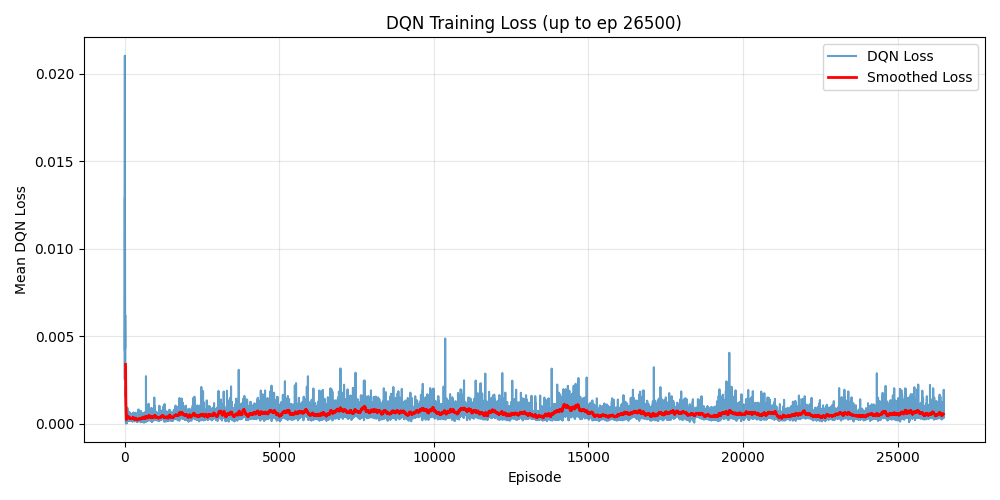 DQN Training Loss (up to ep 26500)
DQN Loss
Smoothed Loss
0.020
0.015
0.010
0.005
0.000
Mean DQN Loss
0
5000
10000
15000
20000
25000
Episode